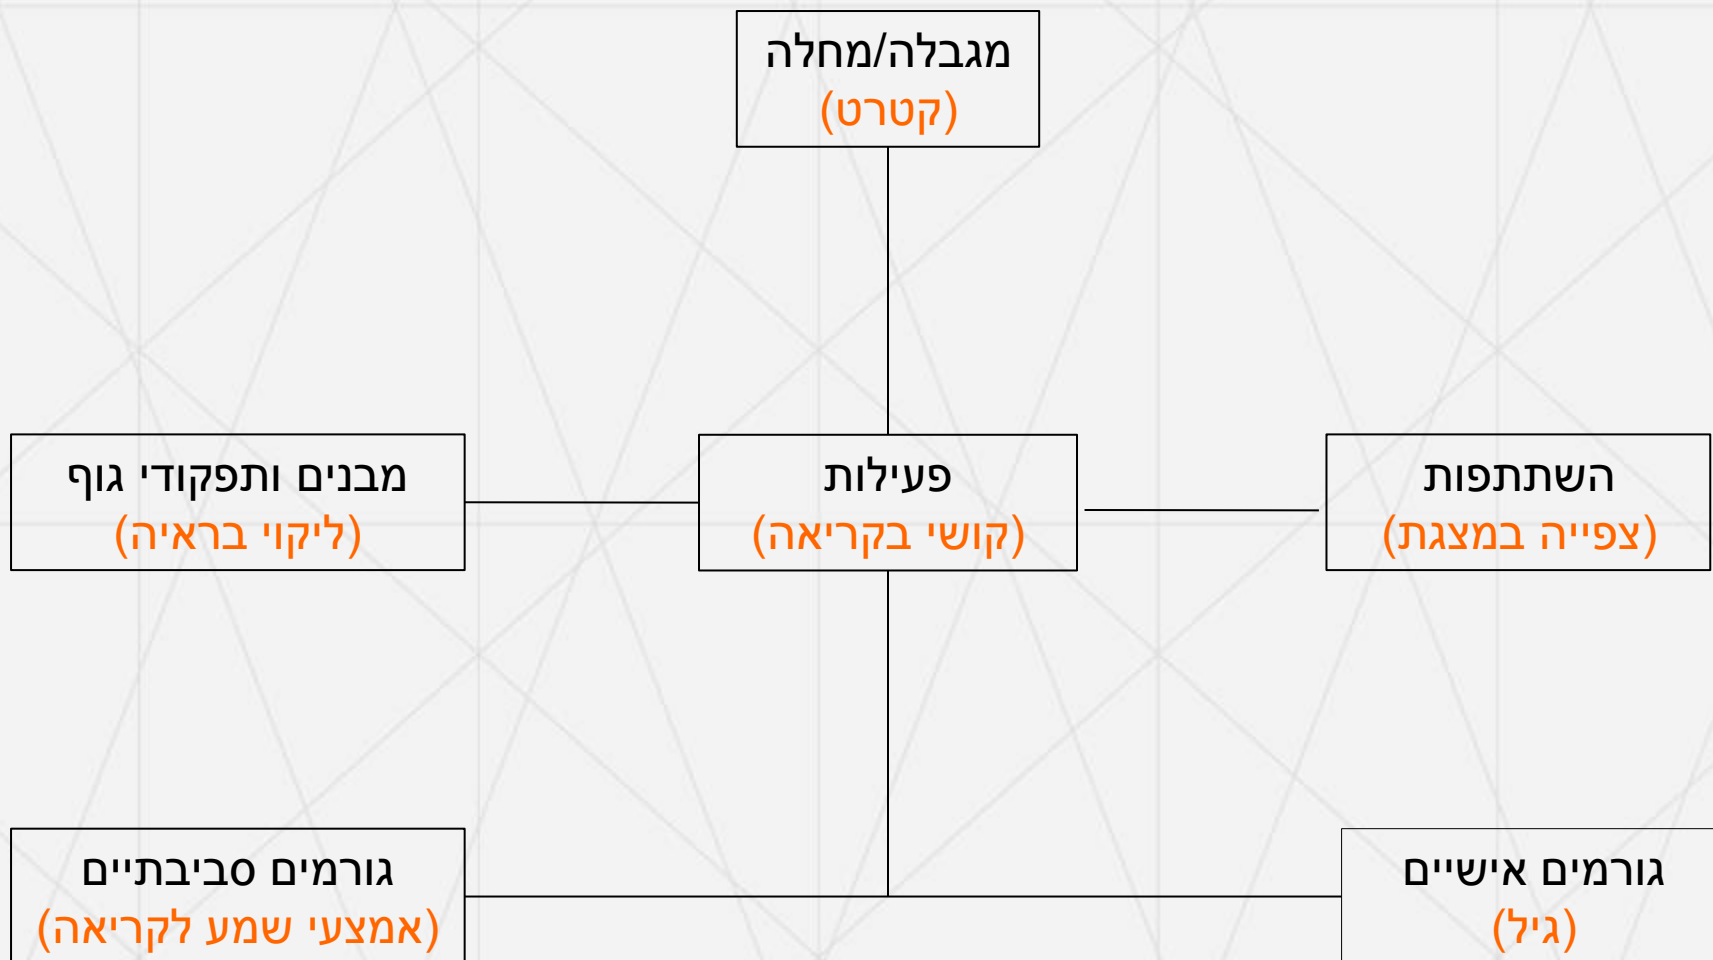 מגבלה/מחלה
(קטרט)
השתתפות
(צפייה במצגת)
פעילות
(קושי בקריאה)
מבנים ותפקודי גוף
(ליקוי בראיה)
גורמים אישיים
(גיל)
גורמים סביבתיים
(אמצעי שמע לקריאה)